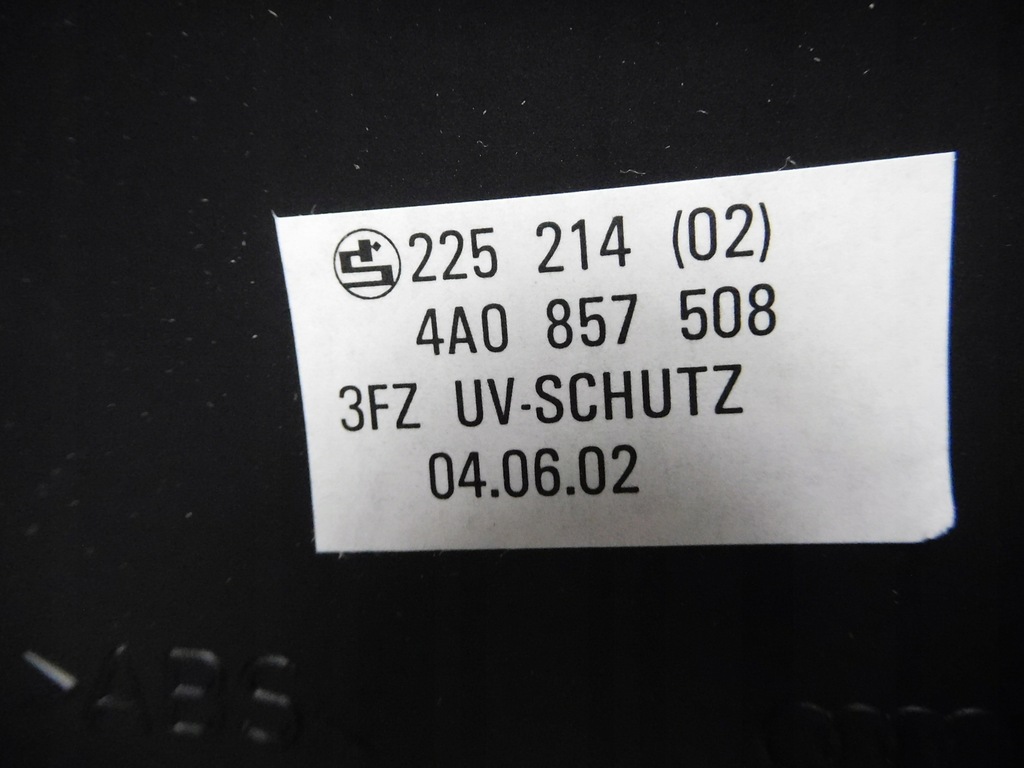 225 214 (02)
4A0 857 508
3FZ UV-SCHUTZ
04.06.02
>ABS